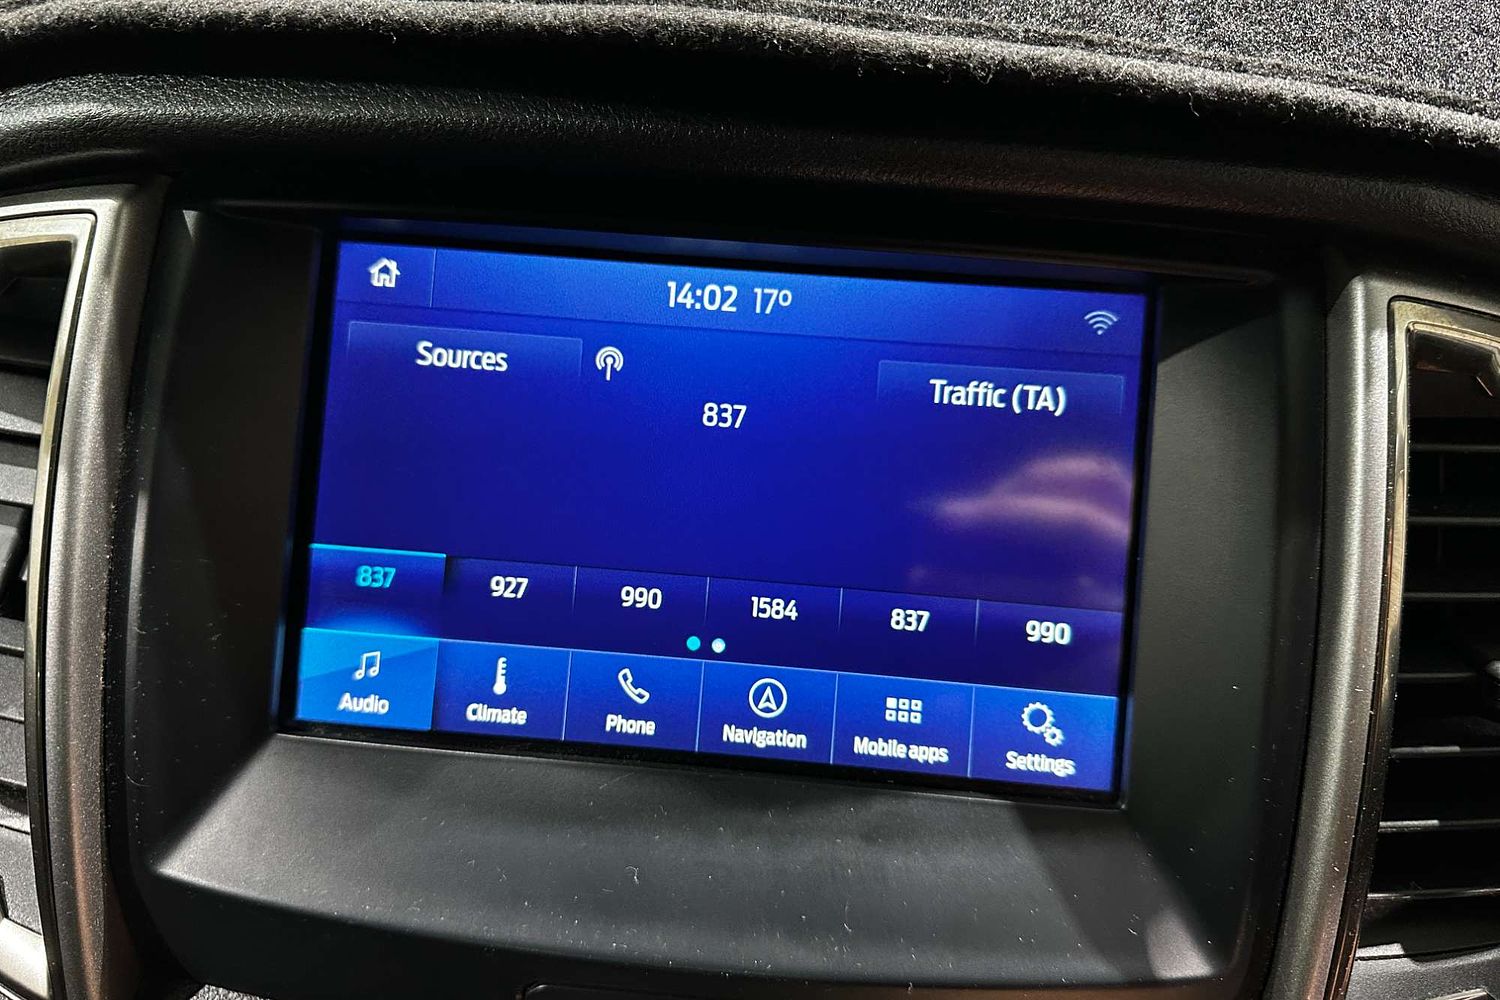 14:02 17°
Sources
Traffic (TA)
837
837 927 990 1584 837 990
Audio Climate Phone Navigation Mobile apps Settings